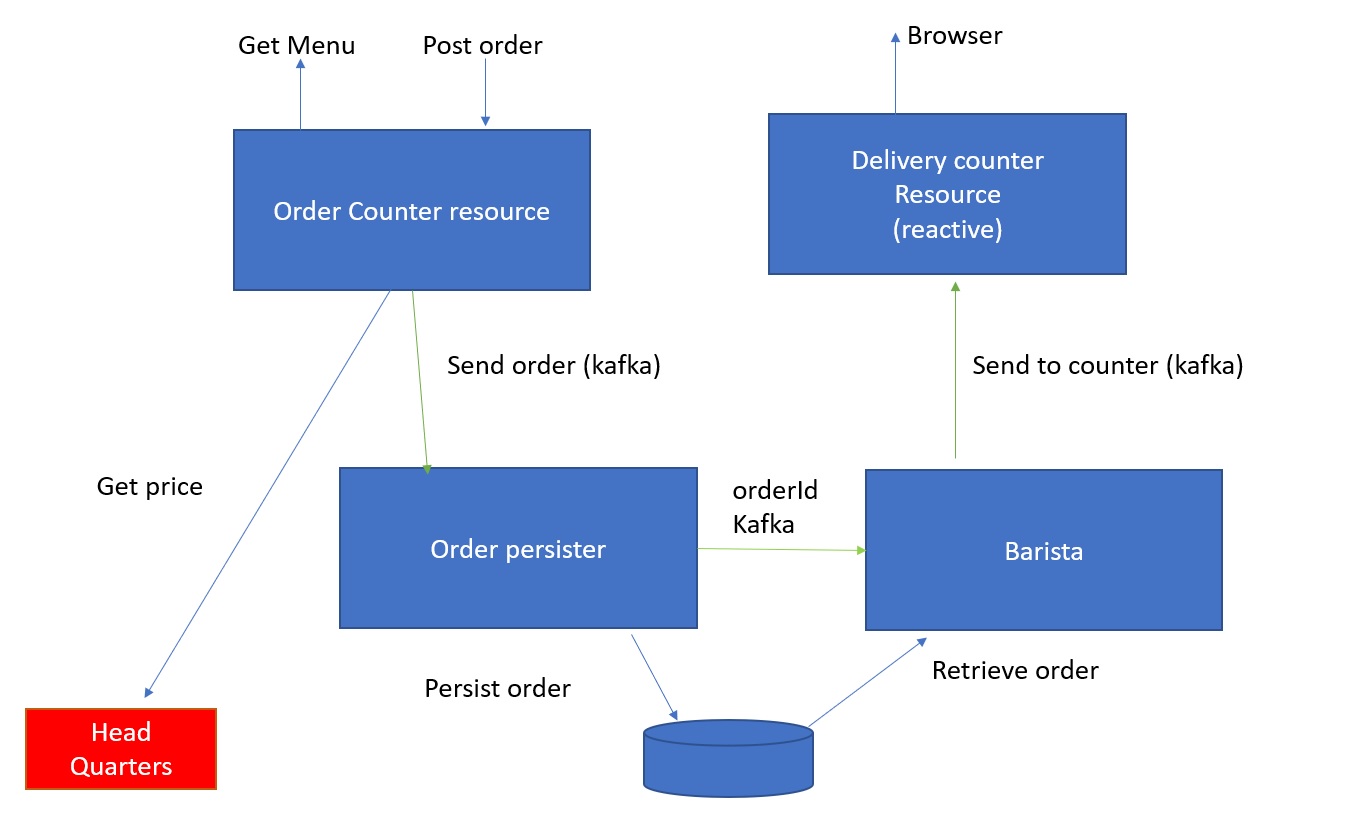 Get Menu
Post order
Browser
Order Counter resource
Delivery counter
Resource
(reactive)
Send order (kafka)
Send to counter (kafka)
Get price
Order persister
orderId
Kafka
Barista
Persist order
Retrieve order
Head
Quarters